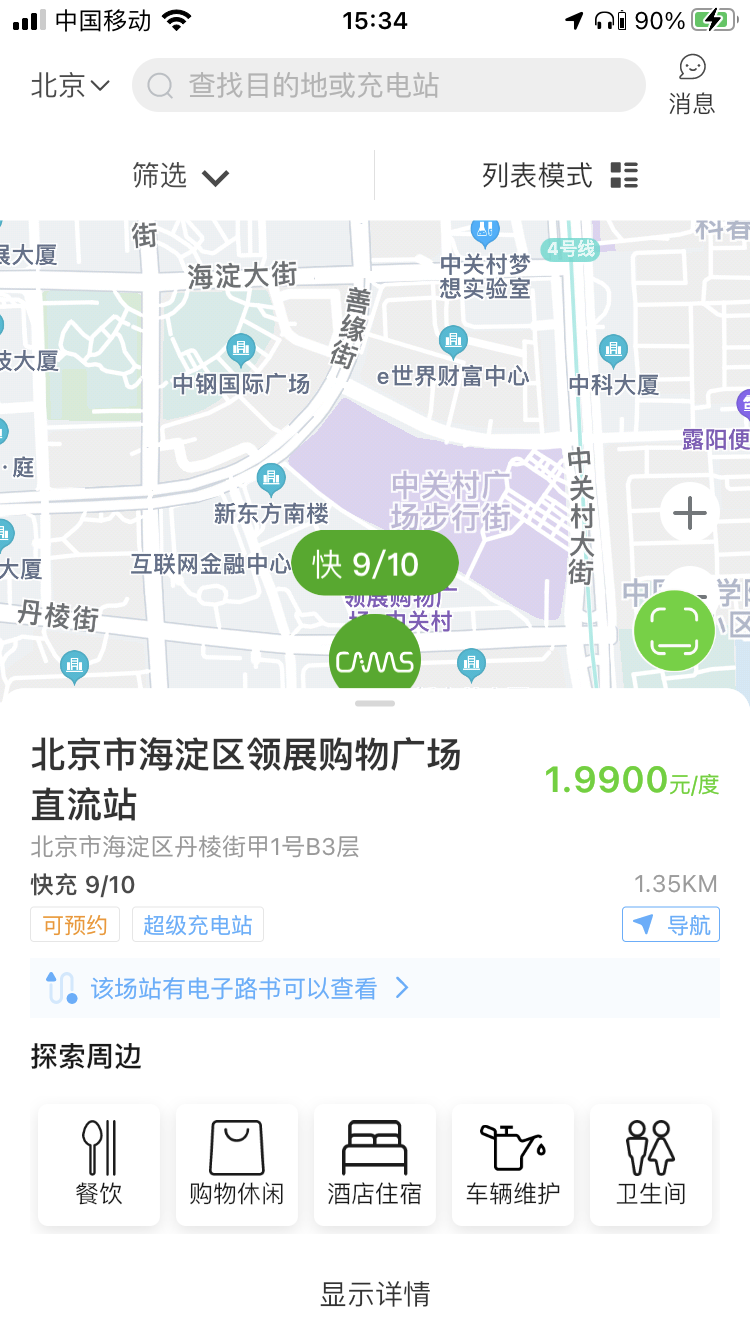 中国移动 15:34 90%
北京 查找目的地或充电站 消息
筛选 列表模式
街
4号线
科春
展大厦
海淀大街
中关村梦
想实验室
善缘街
技大厦
中钢国际广场
e世界财富中心
中科大厦
露阳便
·庭
中关村广
场步行街
中关村大街
新东方南楼
大厦
互联网金融中心
快 9/10
领展购物广
场·中关村
丹棱街
小区
CAMS
北京市海淀区领展购物广场
直流站
1.9900元/度
北京市海淀区丹棱街甲1号B3层
快充 9/10 1.35KM
可预约 超级充电站 导航
该场站有电子路书可以查看
探索周边
餐饮 购物休闲 酒店住宿 车辆维护 卫生间
显示详情